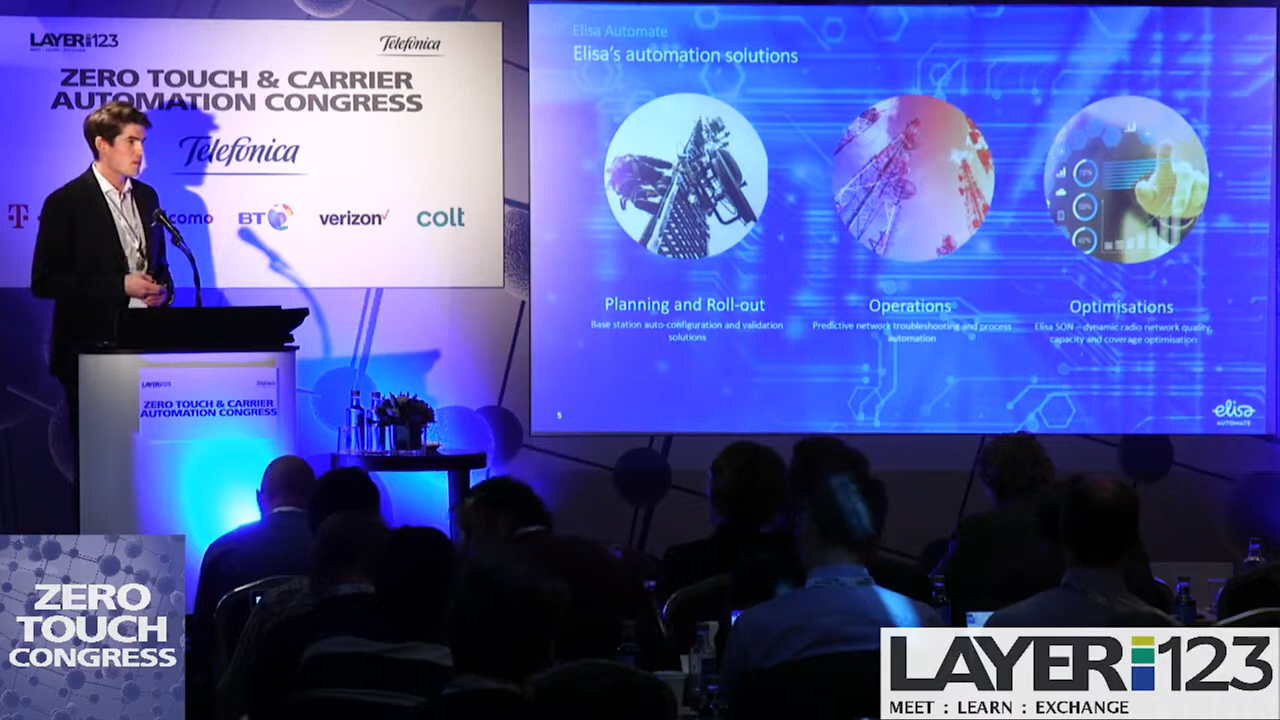 LAYER123
Telefónica
ZERO TOUCH & CARRIER
AUTOMATION CONGRESS
Telefónica
T
BT
verizon
colt
Elisa Automate
Elisa's automation solutions
Planning and Roll-out
Base station auto-configuration and validation
solutions
Operations
Predictive network troubleshooting and process
automation
Optimisations
Elisa SON – dynamic radio network quality,
capacity and coverage optimisation
5
elisa
AUTOMATE
LAYER123
ZERO TOUCH & CARRIER
AUTOMATION CONGRESS
ZERO
TOUCH
CONGRESS
LAYER123
MEET : LEARN : EXCHANGE